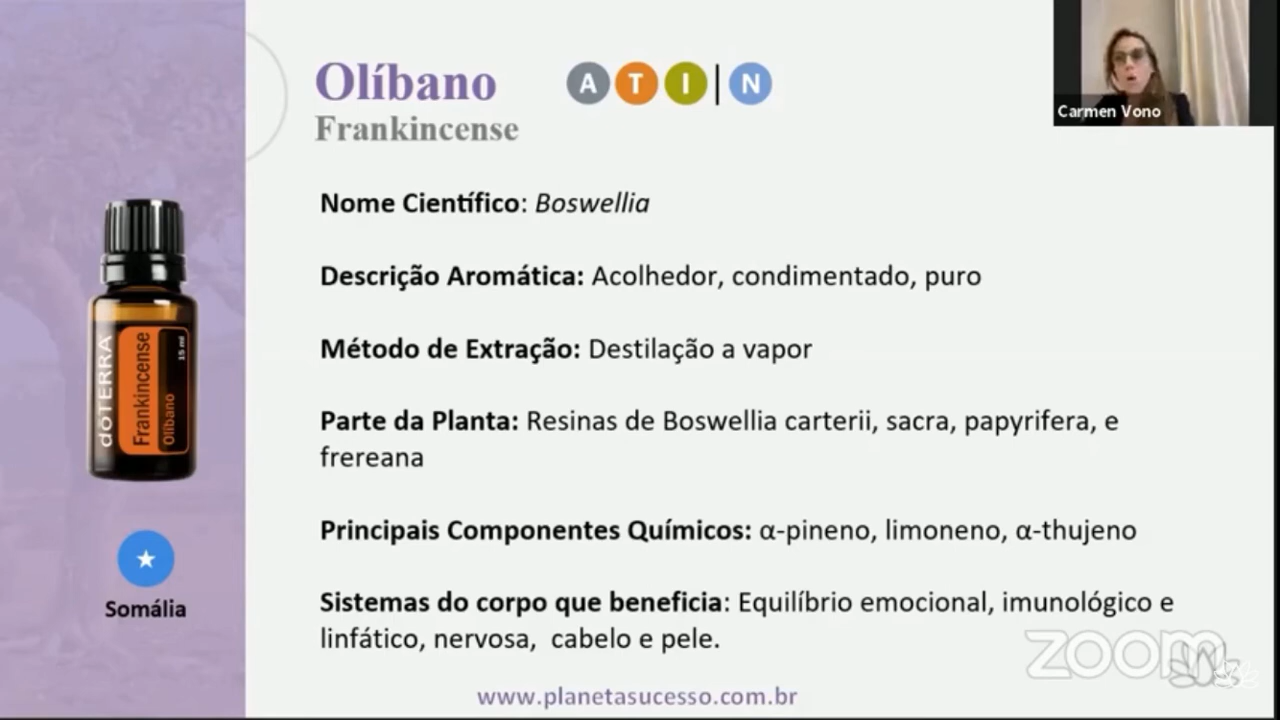 Olíbano
A T I | N
Frankincense
Carmen Vono
Nome Científico: Boswellia
Descrição Aromática: Acolhedor, condimentado, puro
Método de Extração: Destilação a vapor
Parte da Planta: Resinas de Boswellia carterii, sacra, papyrifera, e
frereana
Principais Componentes Químicos: α-pineno, limoneno, α-thujeno
Sistemas do corpo que beneficia: Equilíbrio emocional, imunológico e
linfático, nervosa, cabelo e pele.
dōTERRA
Frankincense
Olíbano
15 ml
Somália
zoom
www.planetasucesso.com.br